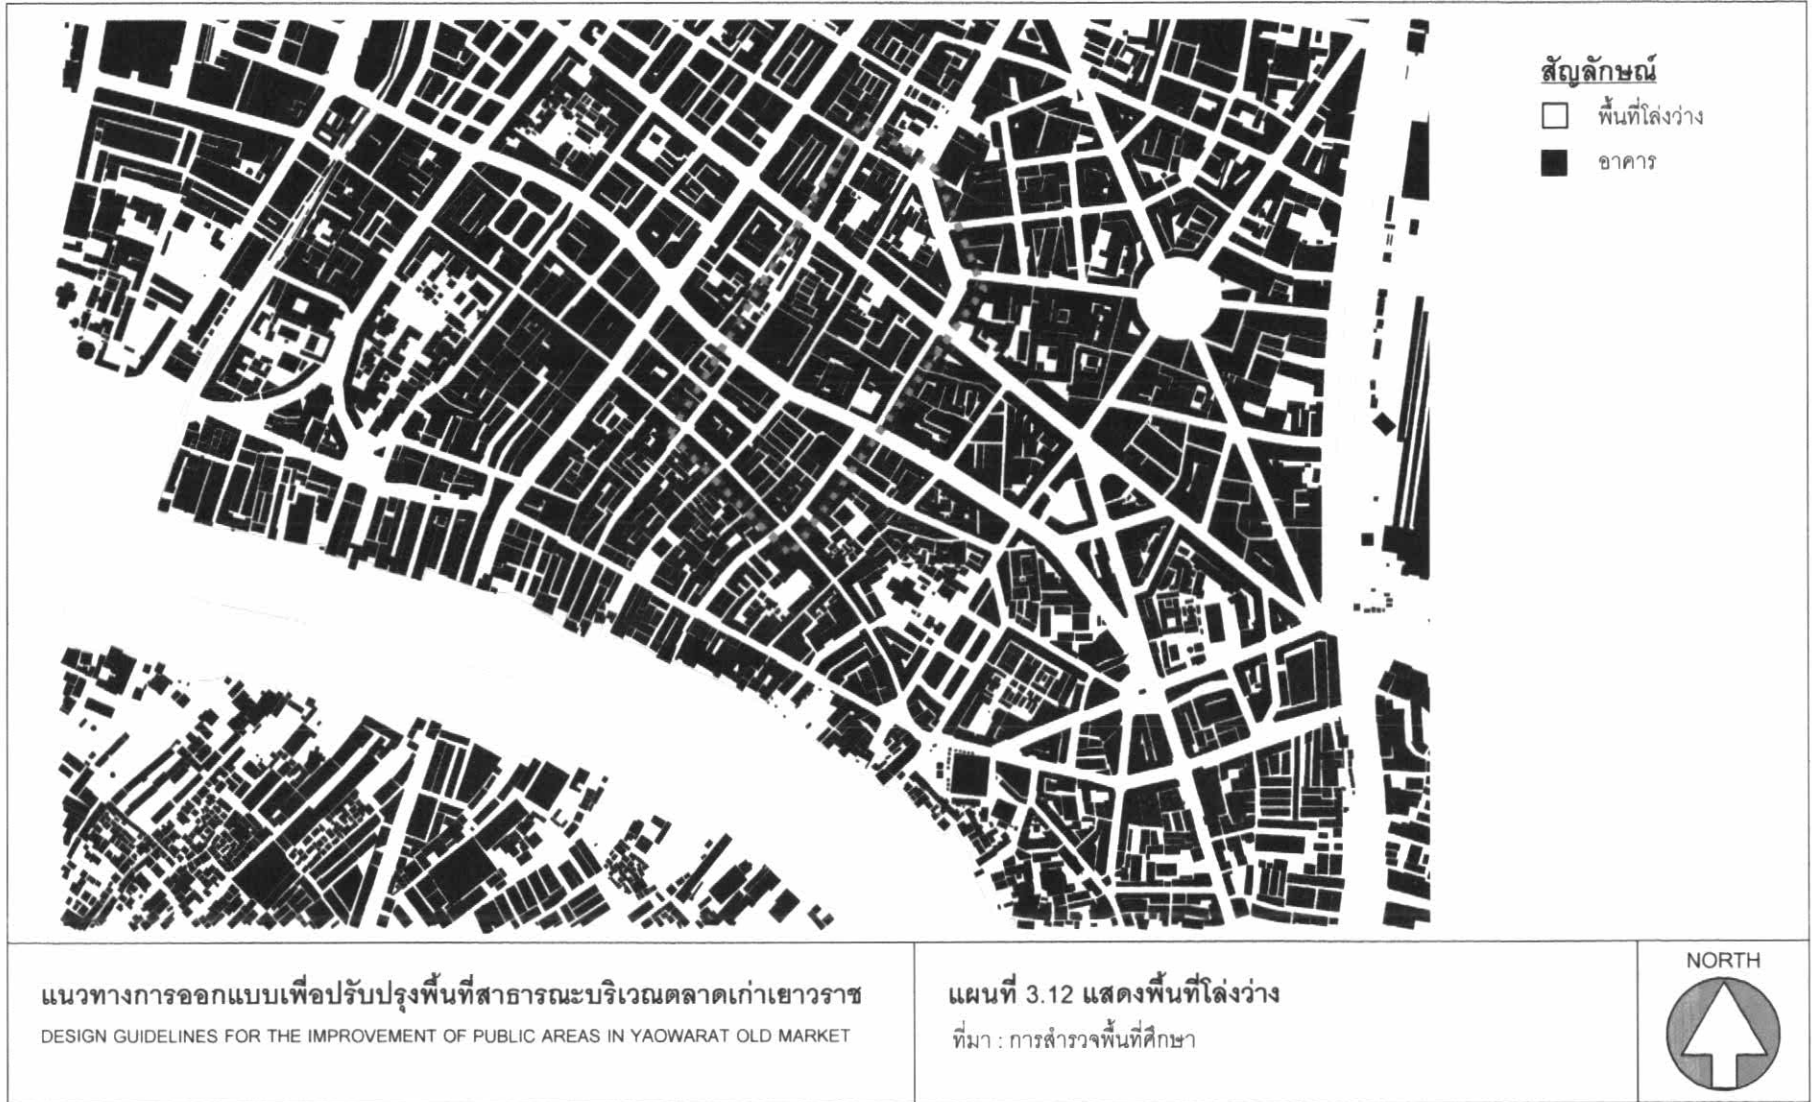 สัญลักษณ์
พื้นที่โล่งว่าง
อาคาร
แนวทางการออกแบบเพื่อปรับปรุงพื้นที่สาธารณะบริเวณตลาดเก่าเยาวราช
DESIGN GUIDELINES FOR THE IMPROVEMENT OF PUBLIC AREAS IN YAOWARAT OLD MARKET
แผนที่ 3.12 แสดงพื้นที่โล่งว่าง
ที่มา : การสำรวจพื้นที่ศึกษา
NORTH